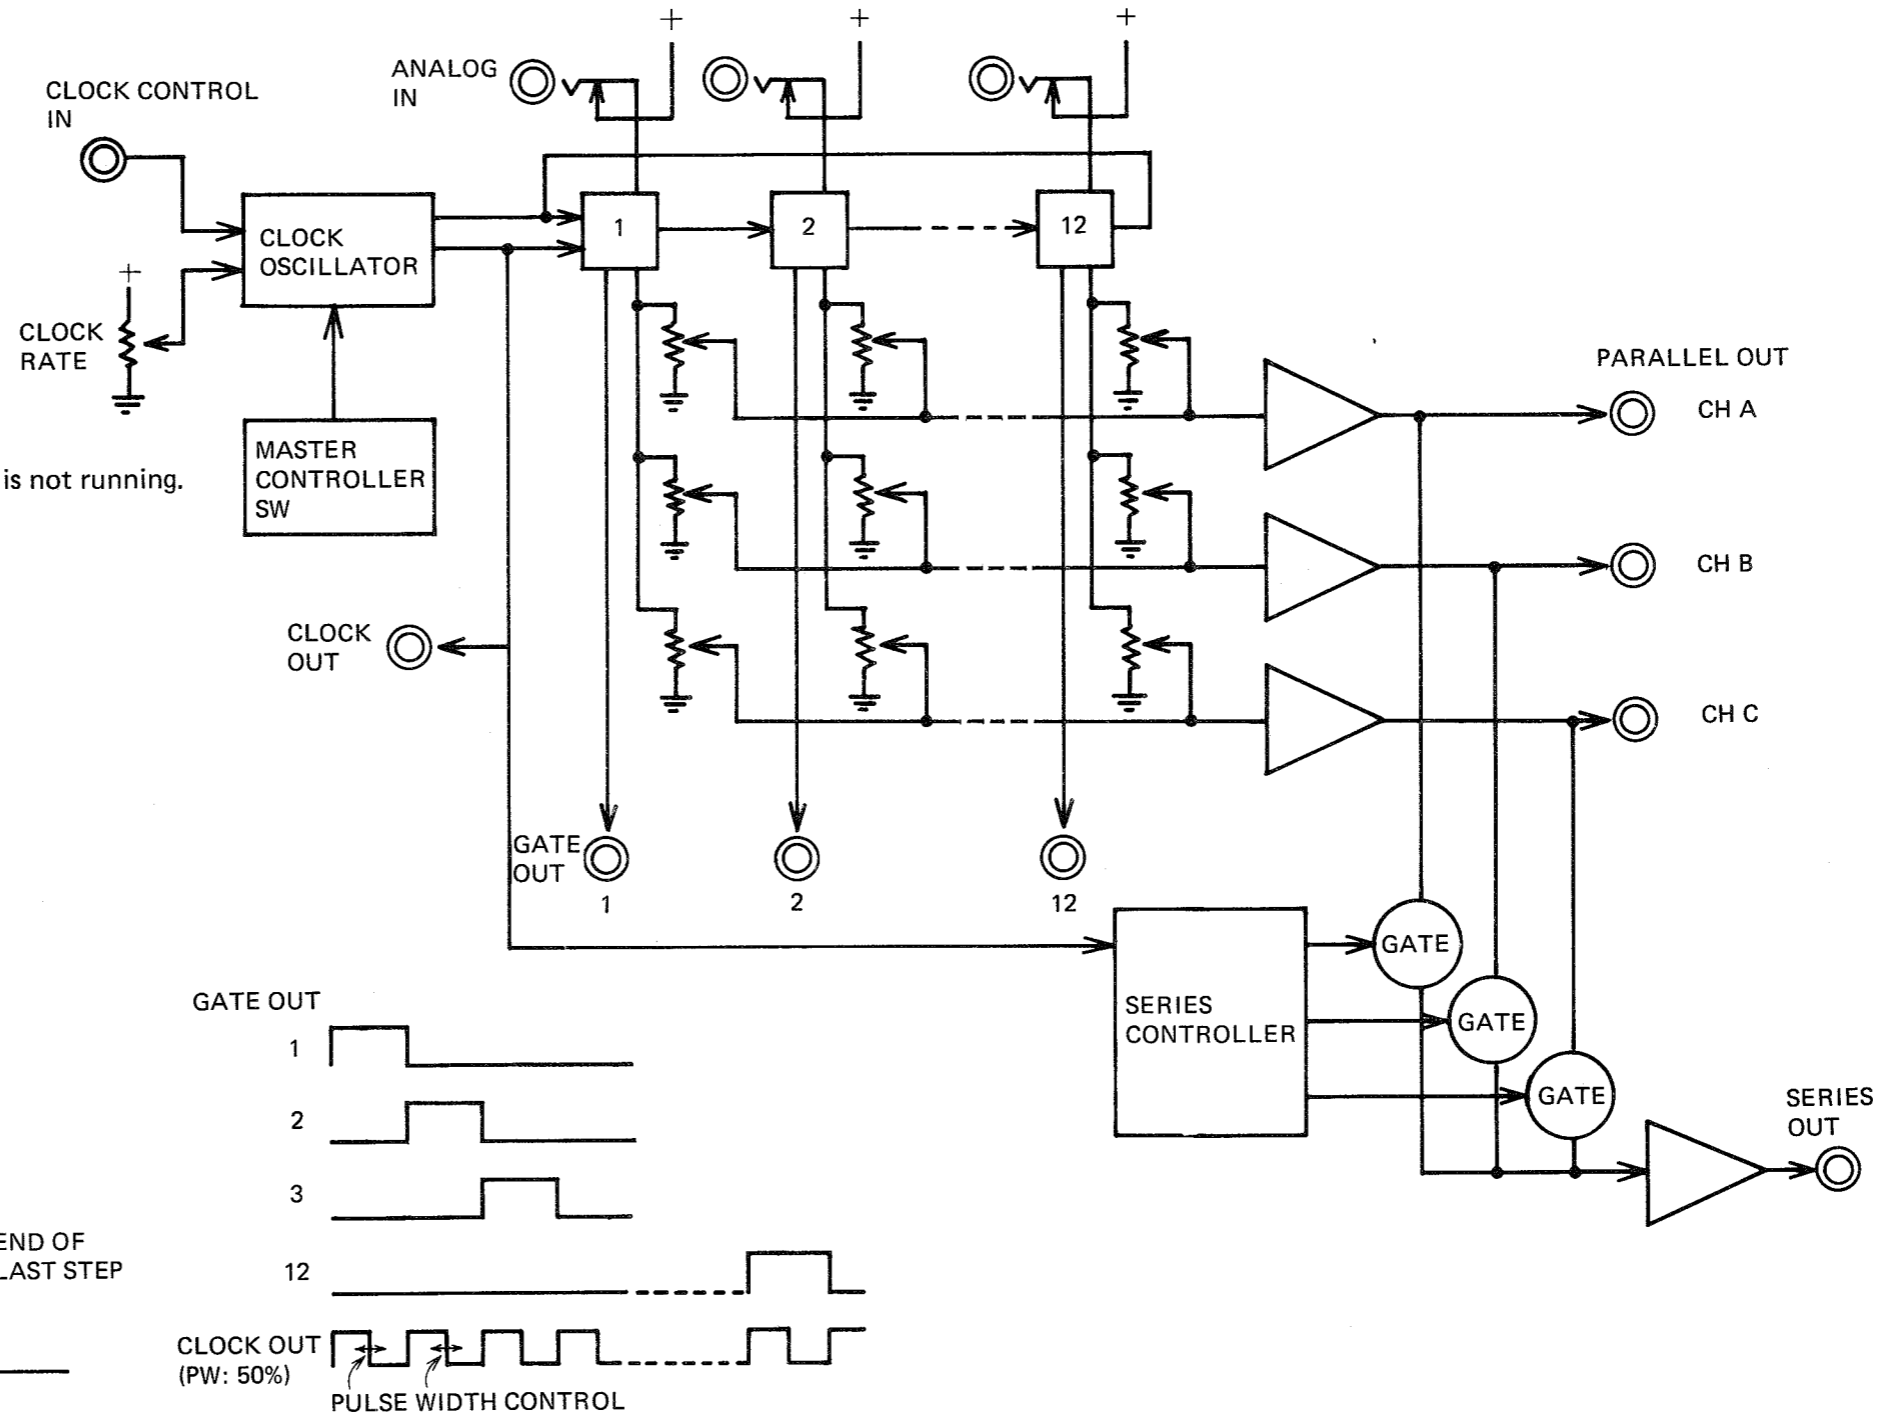 +
+
+
ANALOG
IN
CLOCK CONTROL
IN
CLOCK
OSCILLATOR
1
2
12
+
CLOCK
RATE
MASTER
CONTROLLER
SW
is not running.
PARALLEL OUT
CH A
CH B
CH C
CLOCK
OUT
GATE
OUT
1
2
12
SERIES
CONTROLLER
GATE
GATE
GATE
SERIES
OUT
GATE OUT
1
2
3
12
END OF
LAST STEP
CLOCK OUT
(PW: 50%)
PULSE WIDTH CONTROL